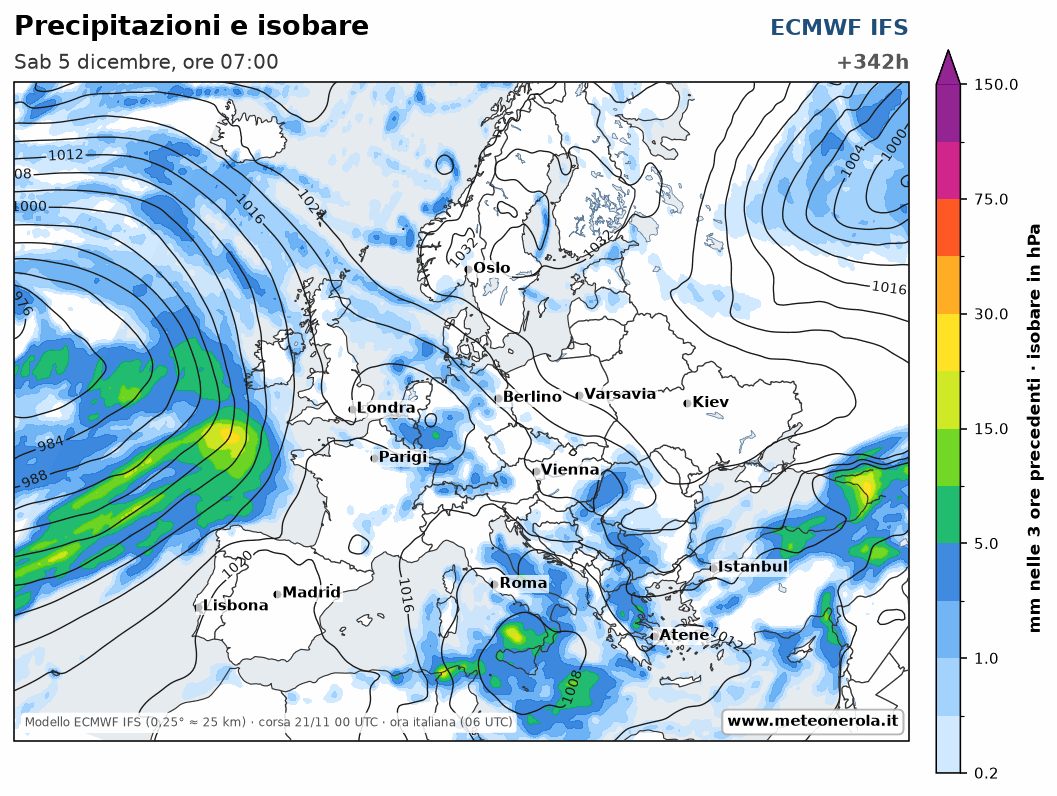 Precipitazioni e isobare
ECMWF IFS
Sab 5 dicembre, ore 07:00
+342h
150.0
75.0
30.0
15.0
5.0
1.0
0.2
mm nelle 3 ore precedenti · isobare in hPa
1012
08
1000
976
984
988
1016
1024
1032
1032
1004
1000
1016
1020
1016
1012
1008
Oslo
Berlino
Varsavia
Kiev
Londra
Parigi
Vienna
Istanbul
Roma
Madrid
Lisbona
Atene
Modello ECMWF IFS (0,25° ≈ 25 km) · corsa 21/11 00 UTC · ora italiana (06 UTC)
www.meteonerola.it